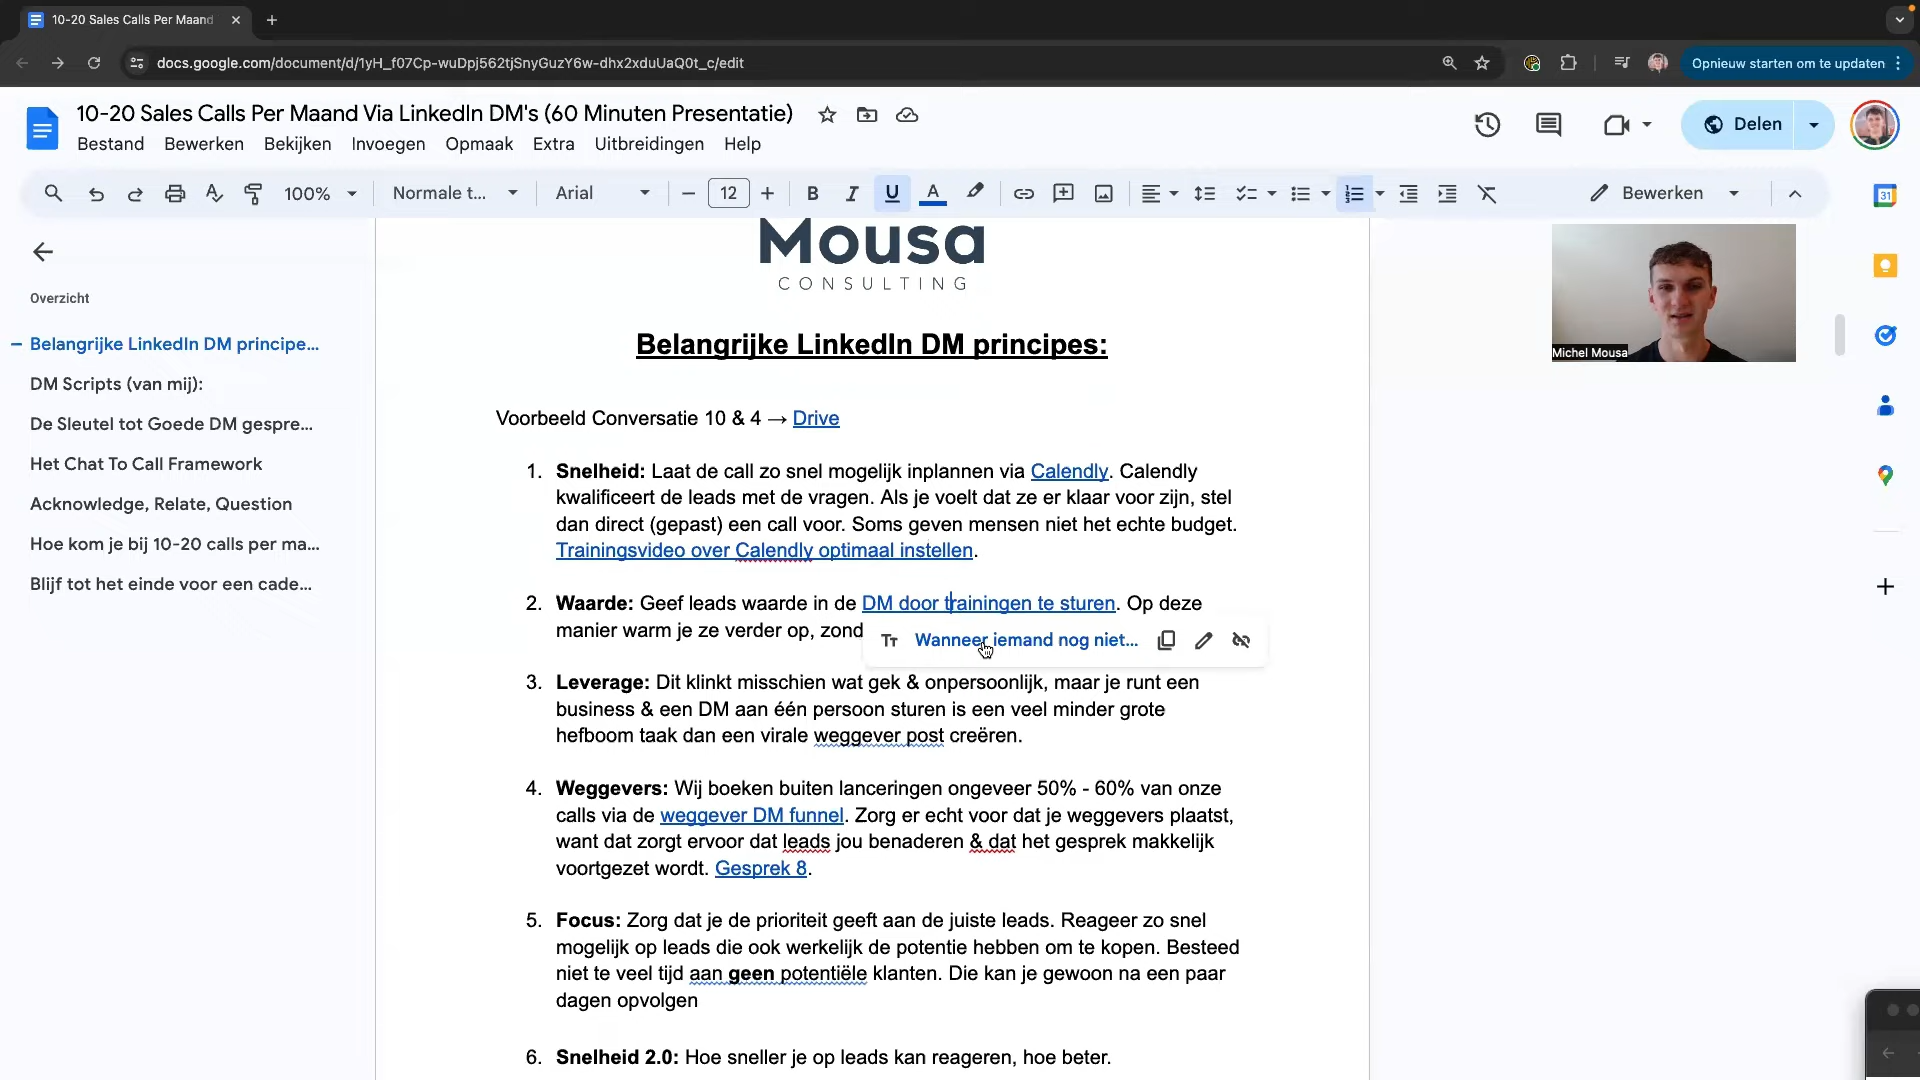 10-20 Sales Calls Per Maand
docs.google.com/document/d/1yH_f07Cp-wuDpj562tjSnyGuzY6w-dhx2xduUaQ0t_c/edit
Opnieuw starten om te updaten
10-20 Sales Calls Per Maand Via LinkedIn DM's (60 Minuten Presentatie)
Bestand Bewerken Bekijken Invoegen Opmaak Extra Uitbreidingen Help
Delen
100% Normale t... Arial 12 B I U A Bewerken
31
Overzicht
Belangrijke LinkedIn DM principe...
DM Scripts (van mij):
De Sleutel tot Goede DM gespre...
Het Chat To Call Framework
Acknowledge, Relate, Question
Hoe kom je bij 10-20 calls per ma...
Blijf tot het einde voor een cade...
Mousa
CONSULTING
Belangrijke LinkedIn DM principes:
Voorbeeld Conversatie 10 & 4 → Drive
1. Snelheid: Laat de call zo snel mogelijk inplannen via Calendly. Calendly
kwalificeert de leads met de vragen. Als je voelt dat ze er klaar voor zijn, stel
dan direct (gepast) een call voor. Soms geven mensen niet het echte budget.
Trainingsvideo over Calendly optimaal instellen.
2. Waarde: Geef leads waarde in de DM door trainingen te sturen. Op deze
manier warm je ze verder op, zond
Tт Wanneer iemand nog niet...
3. Leverage: Dit klinkt misschien wat gek & onpersoonlijk, maar je runt een
business & een DM aan één persoon sturen is een veel minder grote
hefboom taak dan een virale weggever post creëren.
4. Weggevers: Wij boeken buiten lanceringen ongeveer 50% - 60% van onze
calls via de weggever DM funnel. Zorg er echt voor dat je weggevers plaatst,
want dat zorgt ervoor dat leads jou benaderen & dat het gesprek makkelijk
voortgezet wordt. Gesprek 8.
5. Focus: Zorg dat je de prioriteit geeft aan de juiste leads. Reageer zo snel
mogelijk op leads die ook werkelijk de potentie hebben om te kopen. Besteed
niet te veel tijd aan geen potentiële klanten. Die kan je gewoon na een paar
dagen opvolgen
6. Snelheid 2.0: Hoe sneller je op leads kan reageren, hoe beter.
Michel Mousa